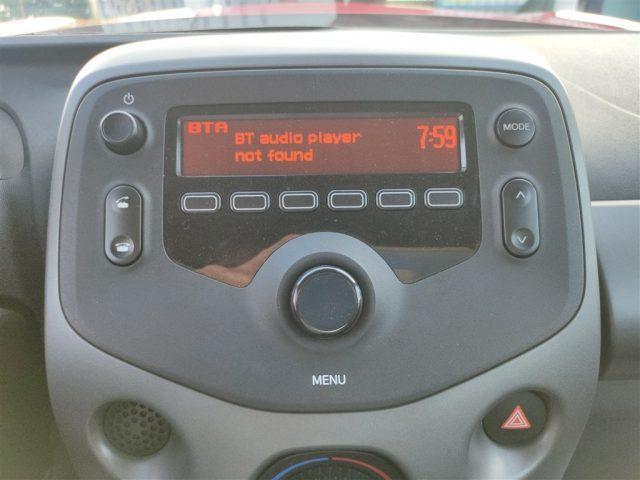 BTA
BT audio player
not found
7:59
MODE
MENU